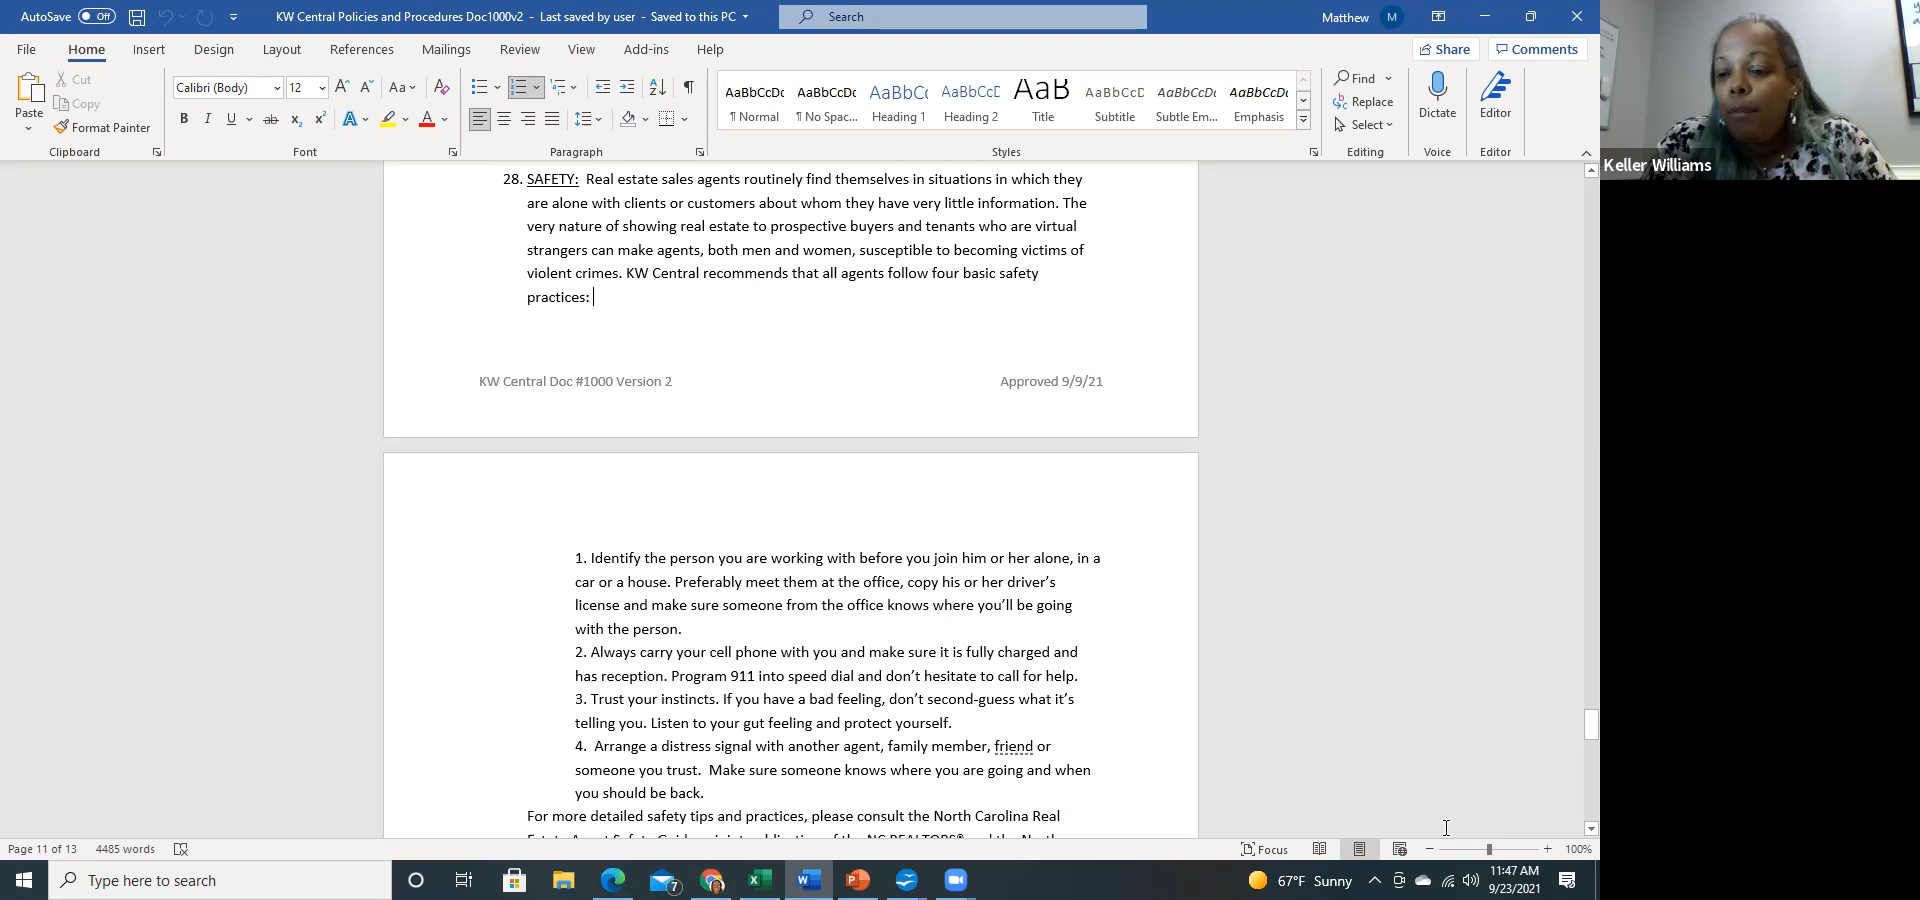 AutoSave Off KW Central Policies and Procedures Doc1000v2 - Last saved by user - Saved to this PC Search Matthew M
File Home Insert Design Layout References Mailings Review View Add-ins Help Share Comments
Paste Cut Copy Format Painter
Calibri (Body) 12
AaBbCcDc AaBbCcDc AaBbC AaBbCcD AaB AaBbCcD AaBbCcDc AaBbCcDc
¶ Normal ¶ No Spac... Heading 1 Heading 2 Title Subtitle Subtle Em... Emphasis
Find Replace Select
Dictate Editor
Clipboard Font Paragraph Styles Editing Voice Editor
28. SAFETY: Real estate sales agents routinely find themselves in situations in which they
are alone with clients or customers about whom they have very little information. The
very nature of showing real estate to prospective buyers and tenants who are virtual
strangers can make agents, both men and women, susceptible to becoming victims of
violent crimes. KW Central recommends that all agents follow four basic safety
practices:
KW Central Doc #1000 Version 2 Approved 9/9/21
1. Identify the person you are working with before you join him or her alone, in a
car or a house. Preferably meet them at the office, copy his or her driver’s
license and make sure someone from the office knows where you’ll be going
with the person.
2. Always carry your cell phone with you and make sure it is fully charged and
has reception. Program 911 into speed dial and don’t hesitate to call for help.
3. Trust your instincts. If you have a bad feeling, don’t second-guess what it’s
telling you. Listen to your gut feeling and protect yourself.
4. Arrange a distress signal with another agent, family member, friend or
someone you trust. Make sure someone knows where you are going and when
you should be back.
For more detailed safety tips and practices, please consult the North Carolina Real
Keller Williams
Page 11 of 13 4485 words Focus 100%
Type here to search 7 67°F Sunny 11:47 AM
9/23/2021